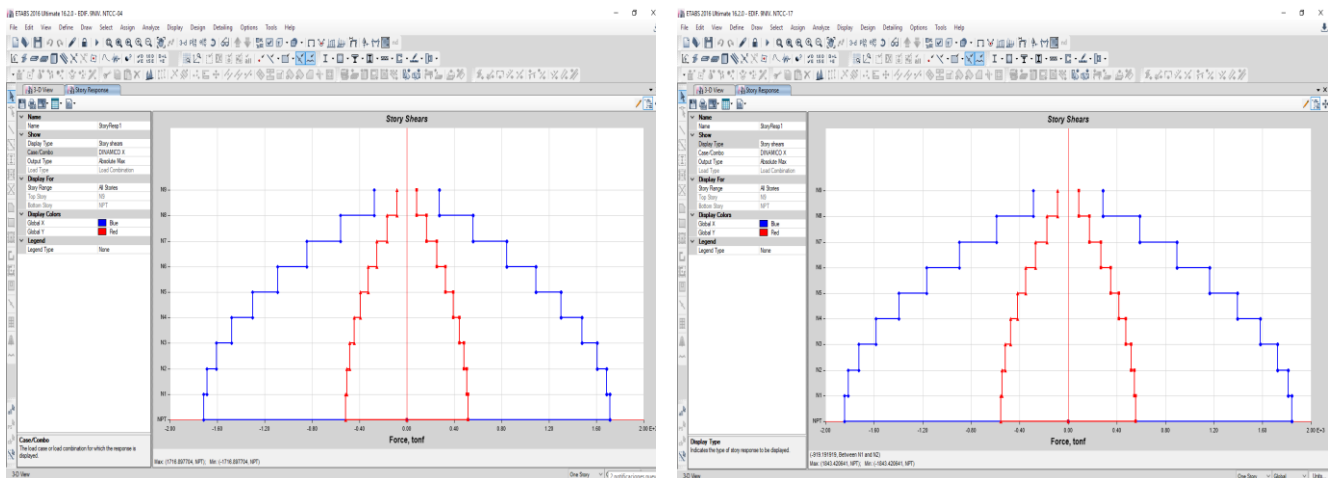 ETABS 2016 Ultimate 16.2.0 - EDIF. 9NIV. NTCC-04
File Edit View Define Draw Select Assign Analyze Display Design Detailing Options Tools Help
3-D View Story Response
Name
Name StoryResp1
Show
Display Type Story shears
Case/Combo DINAMICO X
Output Type Absolute Max
Load Type Load Combination
Display For
Story Range All Stories
Top Story N9
Bottom Story NPT
Display Colors
Global X Blue
Global Y Red
Legend
Legend Type None
Case/Combo
The load case or load combination for which the response is displayed.
Story Shears
N9
N8
N7
N6
N5
N4
N3
N2
N1
NPT
-2.00 -1.60 -1.20 -0.80 -0.40 0.00 0.40 0.80 1.20 1.60 2.00 E+3
Force, tonf
Max: (1716.897704, NPT); Min: (-1716.897704, NPT)
3-D View One Story
ETABS 2016 Ultimate 16.2.0 - EDIF. 9NIV. NTCC-17
File Edit View Define Draw Select Assign Analyze Display Design Detailing Options Tools Help
3-D View Story Response
Name
Name StoryResp1
Show
Display Type Story shears
Case/Combo DINAMICO X
Output Type Absolute Max
Load Type Load Combination
Display For
Story Range All Stories
Top Story N9
Bottom Story NPT
Display Colors
Global X Blue
Global Y Red
Legend
Legend Type None
Display Type
Indicates the type of story response to be displayed.
Story Shears
N9
N8
N7
N6
N5
N4
N3
N2
N1
NPT
-2.00 -1.60 -1.20 -0.80 -0.40 0.00 0.40 0.80 1.20 1.60 2.00 E+3
Force, tonf
(-919.191919, Between N1 and N2)
Max: (1843.420641, NPT); Min: (-1843.420641, NPT)
3-D View One Story Global Units